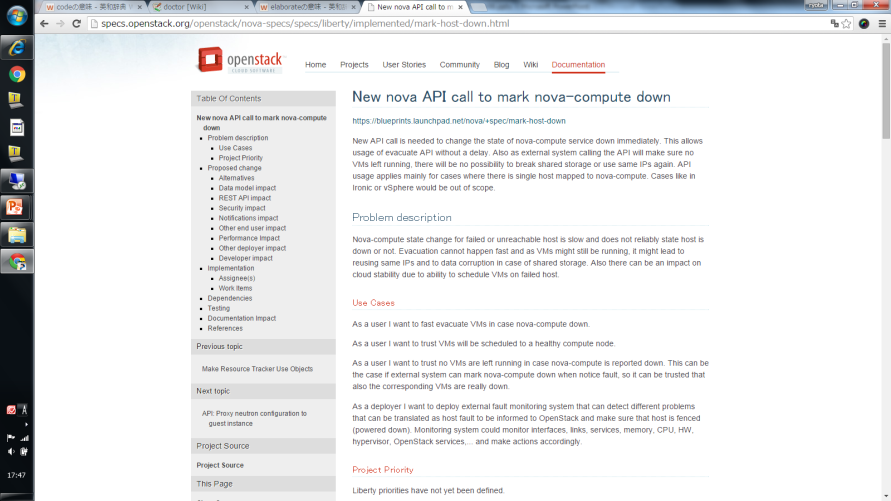 codeの意味 - 英和辞典 W
doctor [Wiki]
elaborateの意味 - 英和辞
New nova API call to m
ryota
specs.openstack.org/openstack/nova-specs/specs/liberty/implemented/mark-host-down.html
openstack
CLOUD SOFTWARE
Home Projects User Stories Community Blog Wiki Documentation
Table Of Contents
New nova API call to mark nova-compute
down
Problem description
Use Cases
Project Priority
Proposed change
Alternatives
Data model impact
REST API impact
Security impact
Notifications impact
Other end user impact
Performance Impact
Other deployer impact
Developer impact
Implementation
Assignee(s)
Work Items
Dependencies
Testing
Documentation Impact
References
Previous topic
Make Resource Tracker Use Objects
Next topic
API: Proxy neutron configuration to
guest instance
Project Source
Project Source
This Page
New nova API call to mark nova-compute down
https://blueprints.launchpad.net/nova/+spec/mark-host-down
New API call is needed to change the state of nova-compute service down immediately. This allows
usage of evacuate API without a delay. Also as external system calling the API will make sure no
VMs left running, there will be no possibility to break shared storage or use same IPs again. API
usage applies mainly for cases where there is single host mapped to nova-compute. Cases like in
Ironic or vSphere would be out of scope.
Problem description
Nova-compute state change for failed or unreachable host is slow and does not reliably state host is
down or not. Evacuation cannot happen fast and as VMs might still be running, it might lead to
reusing same IPs and to data corruption in case of shared storage. Also there can be an impact on
cloud stability due to ability to schedule VMs on failed host.
Use Cases
As a user I want to fast evacuate VMs in case nova-compute down.
As a user I want to trust VMs will be scheduled to a healthy compute node.
As a user I want to trust no VMs are left running in case nova-compute is reported down. This can be
the case if external system can mark nova-compute down when notice fault, so it can be trusted that
also the corresponding VMs are really down.
As a deployer I want to deploy external fault monitoring system that can detect different problems
that can be translated as host fault to be informed to OpenStack and make sure that host is fenced
(powered down). Monitoring system could monitor interfaces, links, services, memory, CPU, HW,
hypervisor, OpenStack services,... and make actions accordingly.
Project Priority
Liberty priorities have not yet been defined.
17:47